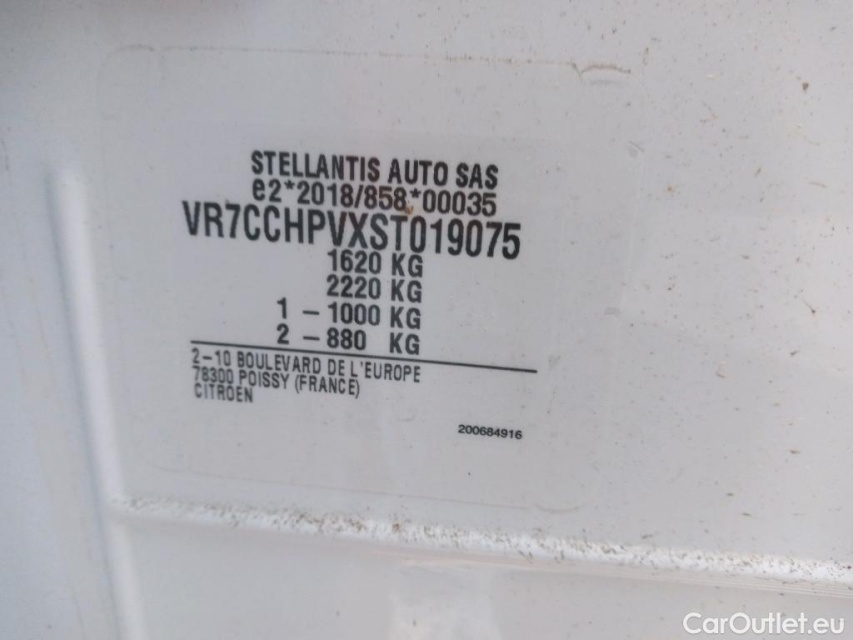 STELLANTIS AUTO SAS
e2*2018/858*00035
VR7CCHPVXST019075
1620 KG
2220 KG
1 - 1000 KG
2 - 880 KG
2-10 BOULEVARD DE L'EUROPE
78300 POISSY (FRANCE)
CITROEN
200684916
CarOutlet.eu